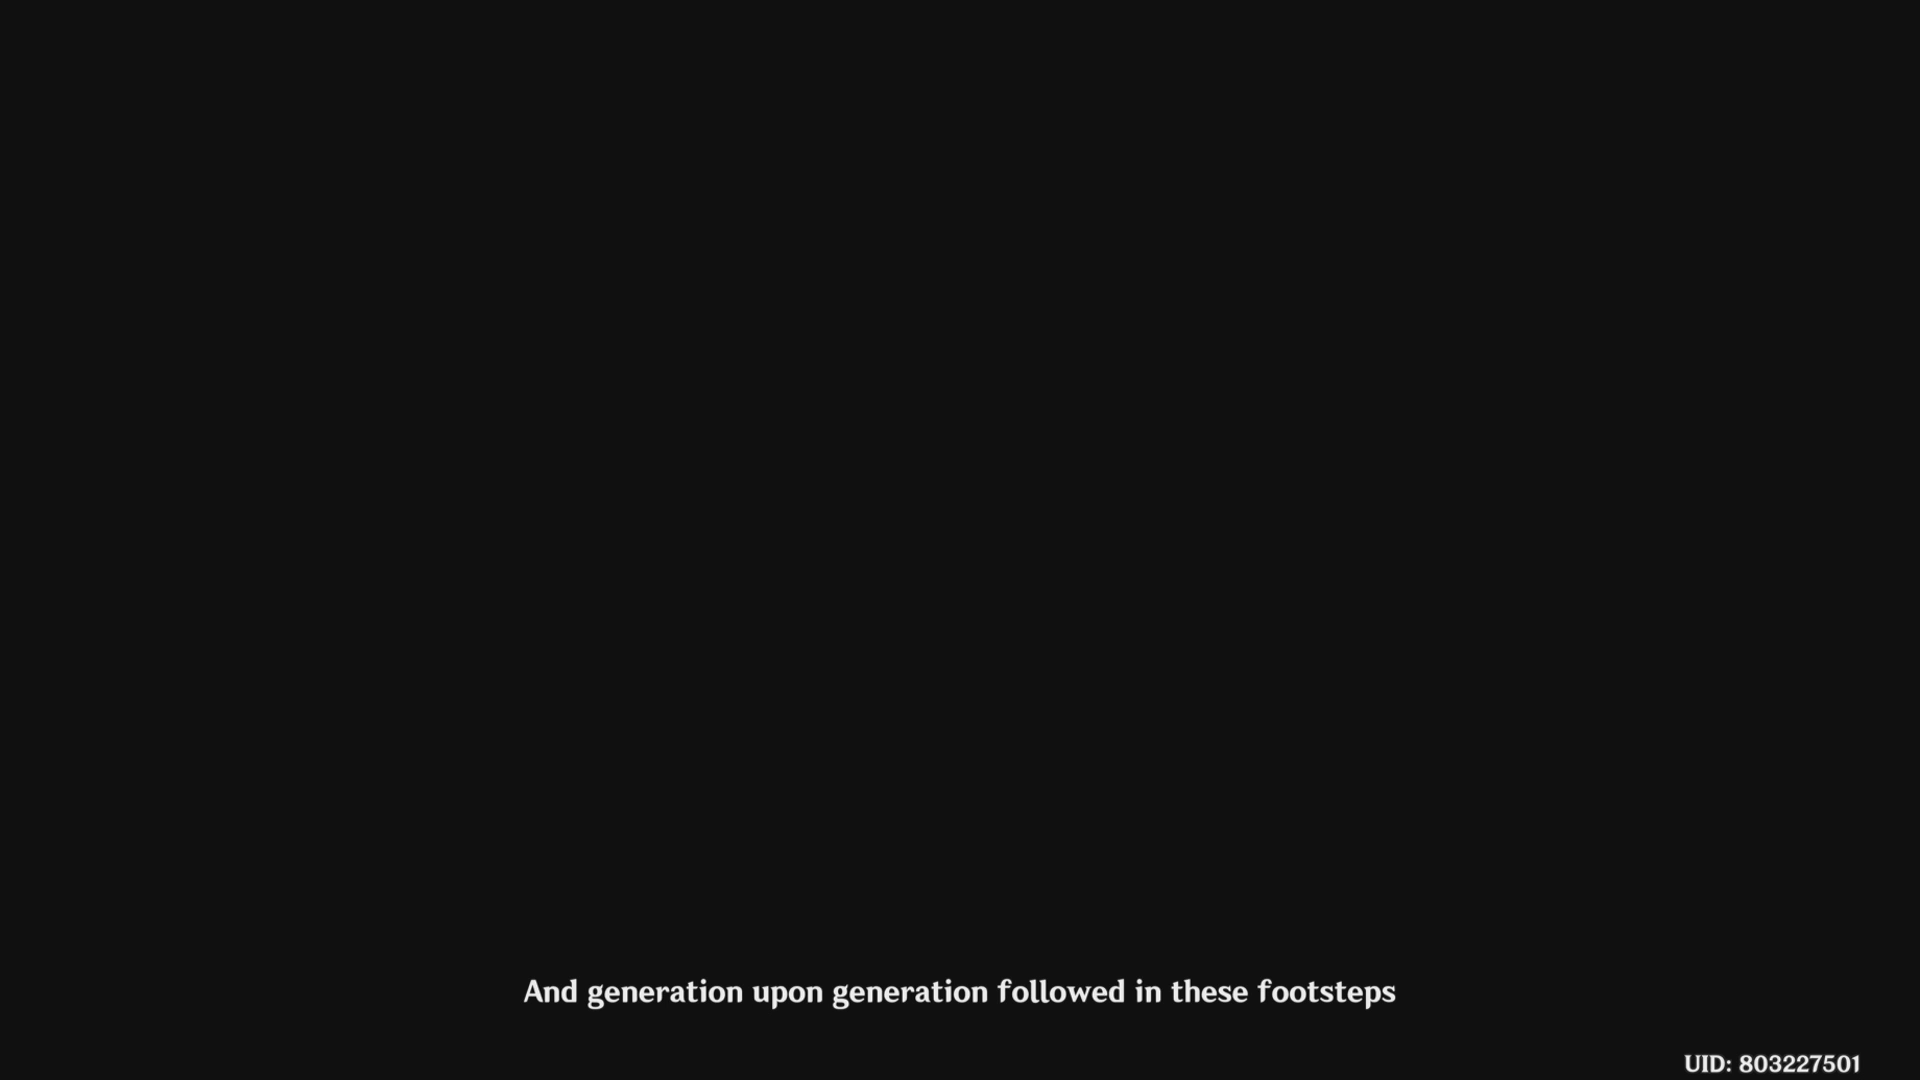 And generation upon generation followed in these footsteps
UID: 803227501